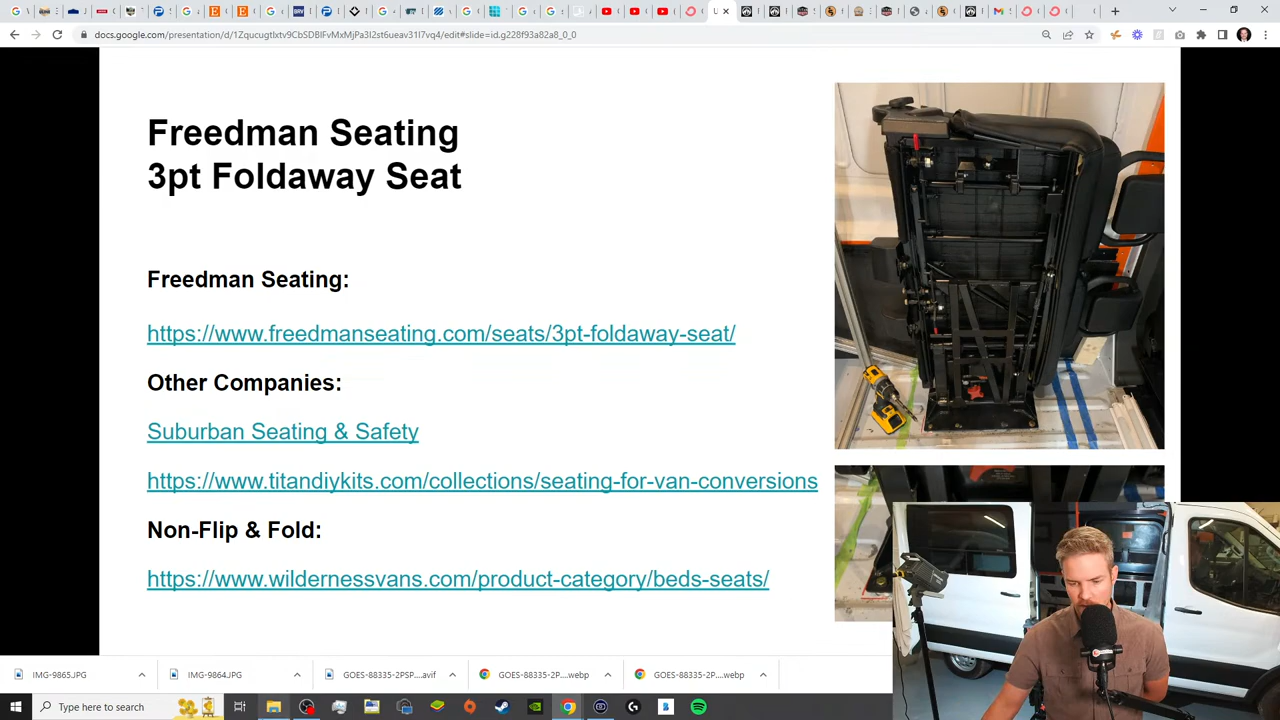 docs.google.com/presentation/d/1ZqucugtIxtv9CbSDBIFvMxMjPa3I2st6ueav31I7vq4/edit#slide=id.g228f93a82a8_0_0
Freedman Seating
3pt Foldaway Seat
Freedman Seating:
https://www.freedmanseating.com/seats/3pt-foldaway-seat/
Other Companies:
Suburban Seating & Safety
https://www.titandiykits.com/collections/seating-for-van-conversions
Non-Flip & Fold:
https://www.wildernessvans.com/product-category/beds-seats/
IMG-9865.JPG
IMG-9864.JPG
GOES-88335-2PSP....avif
GOES-88335-2P....webp
GOES-88335-2P....webp
Type here to search